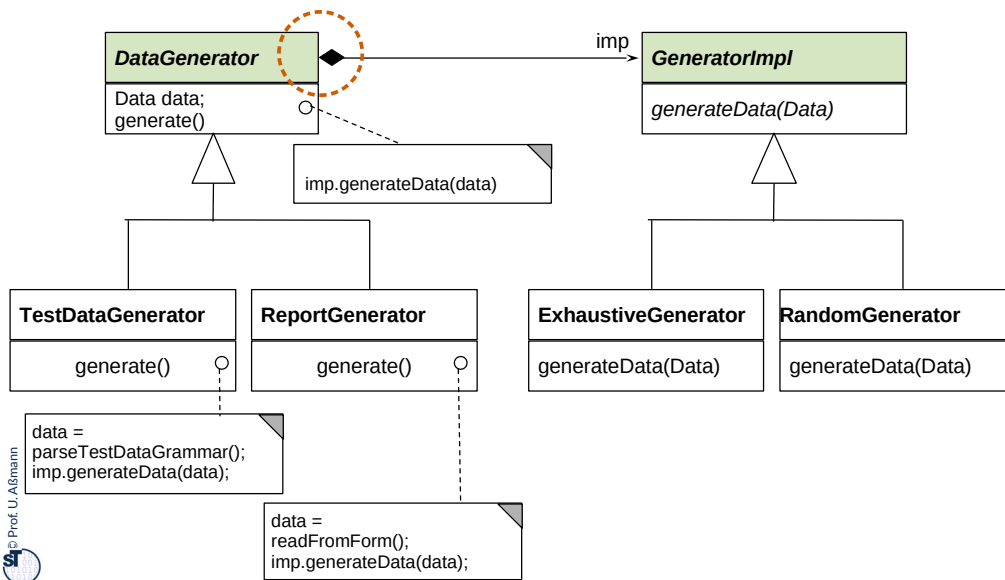 DataGenerator
imp
GeneratorImpl
Data data;
generate()
generateData(Data)
imp.generateData(data)
TestDataGenerator
generate()
ReportGenerator
generate()
ExhaustiveGenerator
generateData(Data)
RandomGenerator
generateData(Data)
data =
parseTestDataGrammar();
imp.generateData(data);
data =
readFromForm();
imp.generateData(data);
© Prof. U. Aßmann
ST